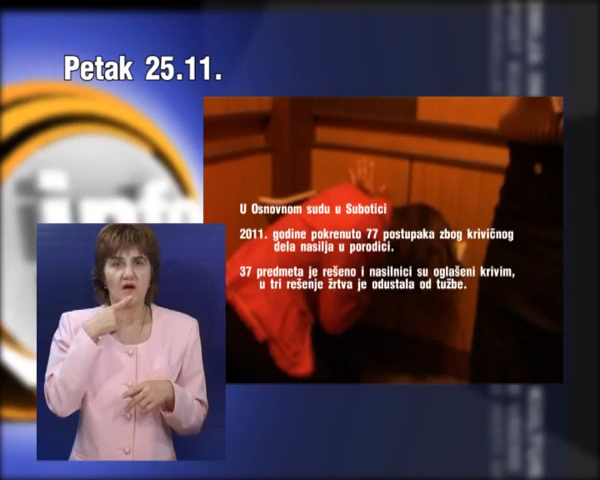 Petak 25.11.
info
U Osnovnom sudu u Subotici
2011. godine pokrenuto 77 postupaka zbog krivičnog
dela nasilja u porodici.
37 predmeta je rešeno i nasilnici su oglašeni krivim,
u tri rešenje žrtva je odustala od tužbe.